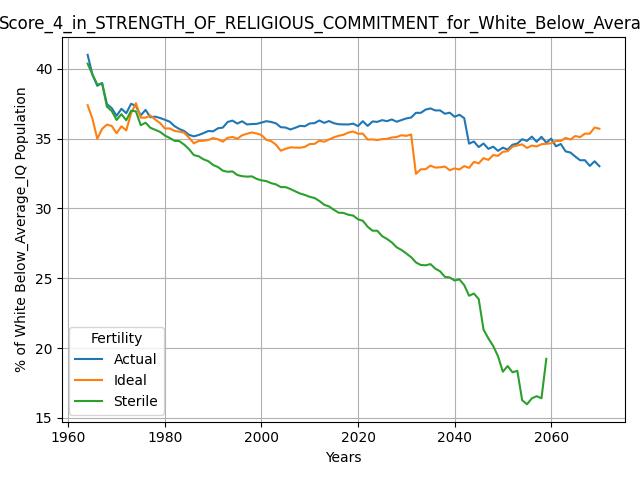 Score_4_in_STRENGTH_OF_RELIGIOUS_COMMITMENT_for_White_Below_Avera
% of White Below_Average_IQ Population
40
35
30
25
20
15
Fertility
Actual
Ideal
Sterile
1960 1980 2000 2020 2040 2060
Years